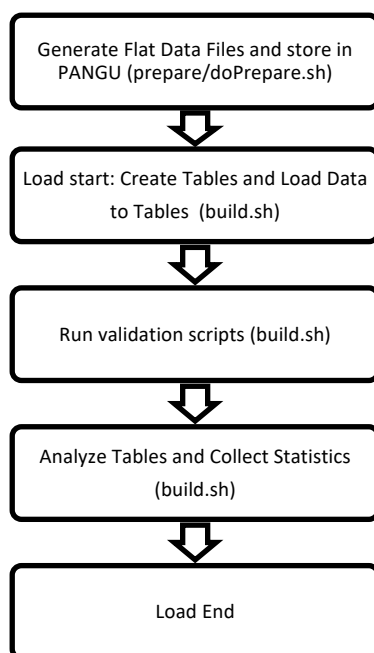 Generate Flat Data Files and store in
PANGU (prepare/doPrepare.sh)
Load start: Create Tables and Load Data
to Tables (build.sh)
Run validation scripts (build.sh)
Analyze Tables and Collect Statistics
(build.sh)
Load End